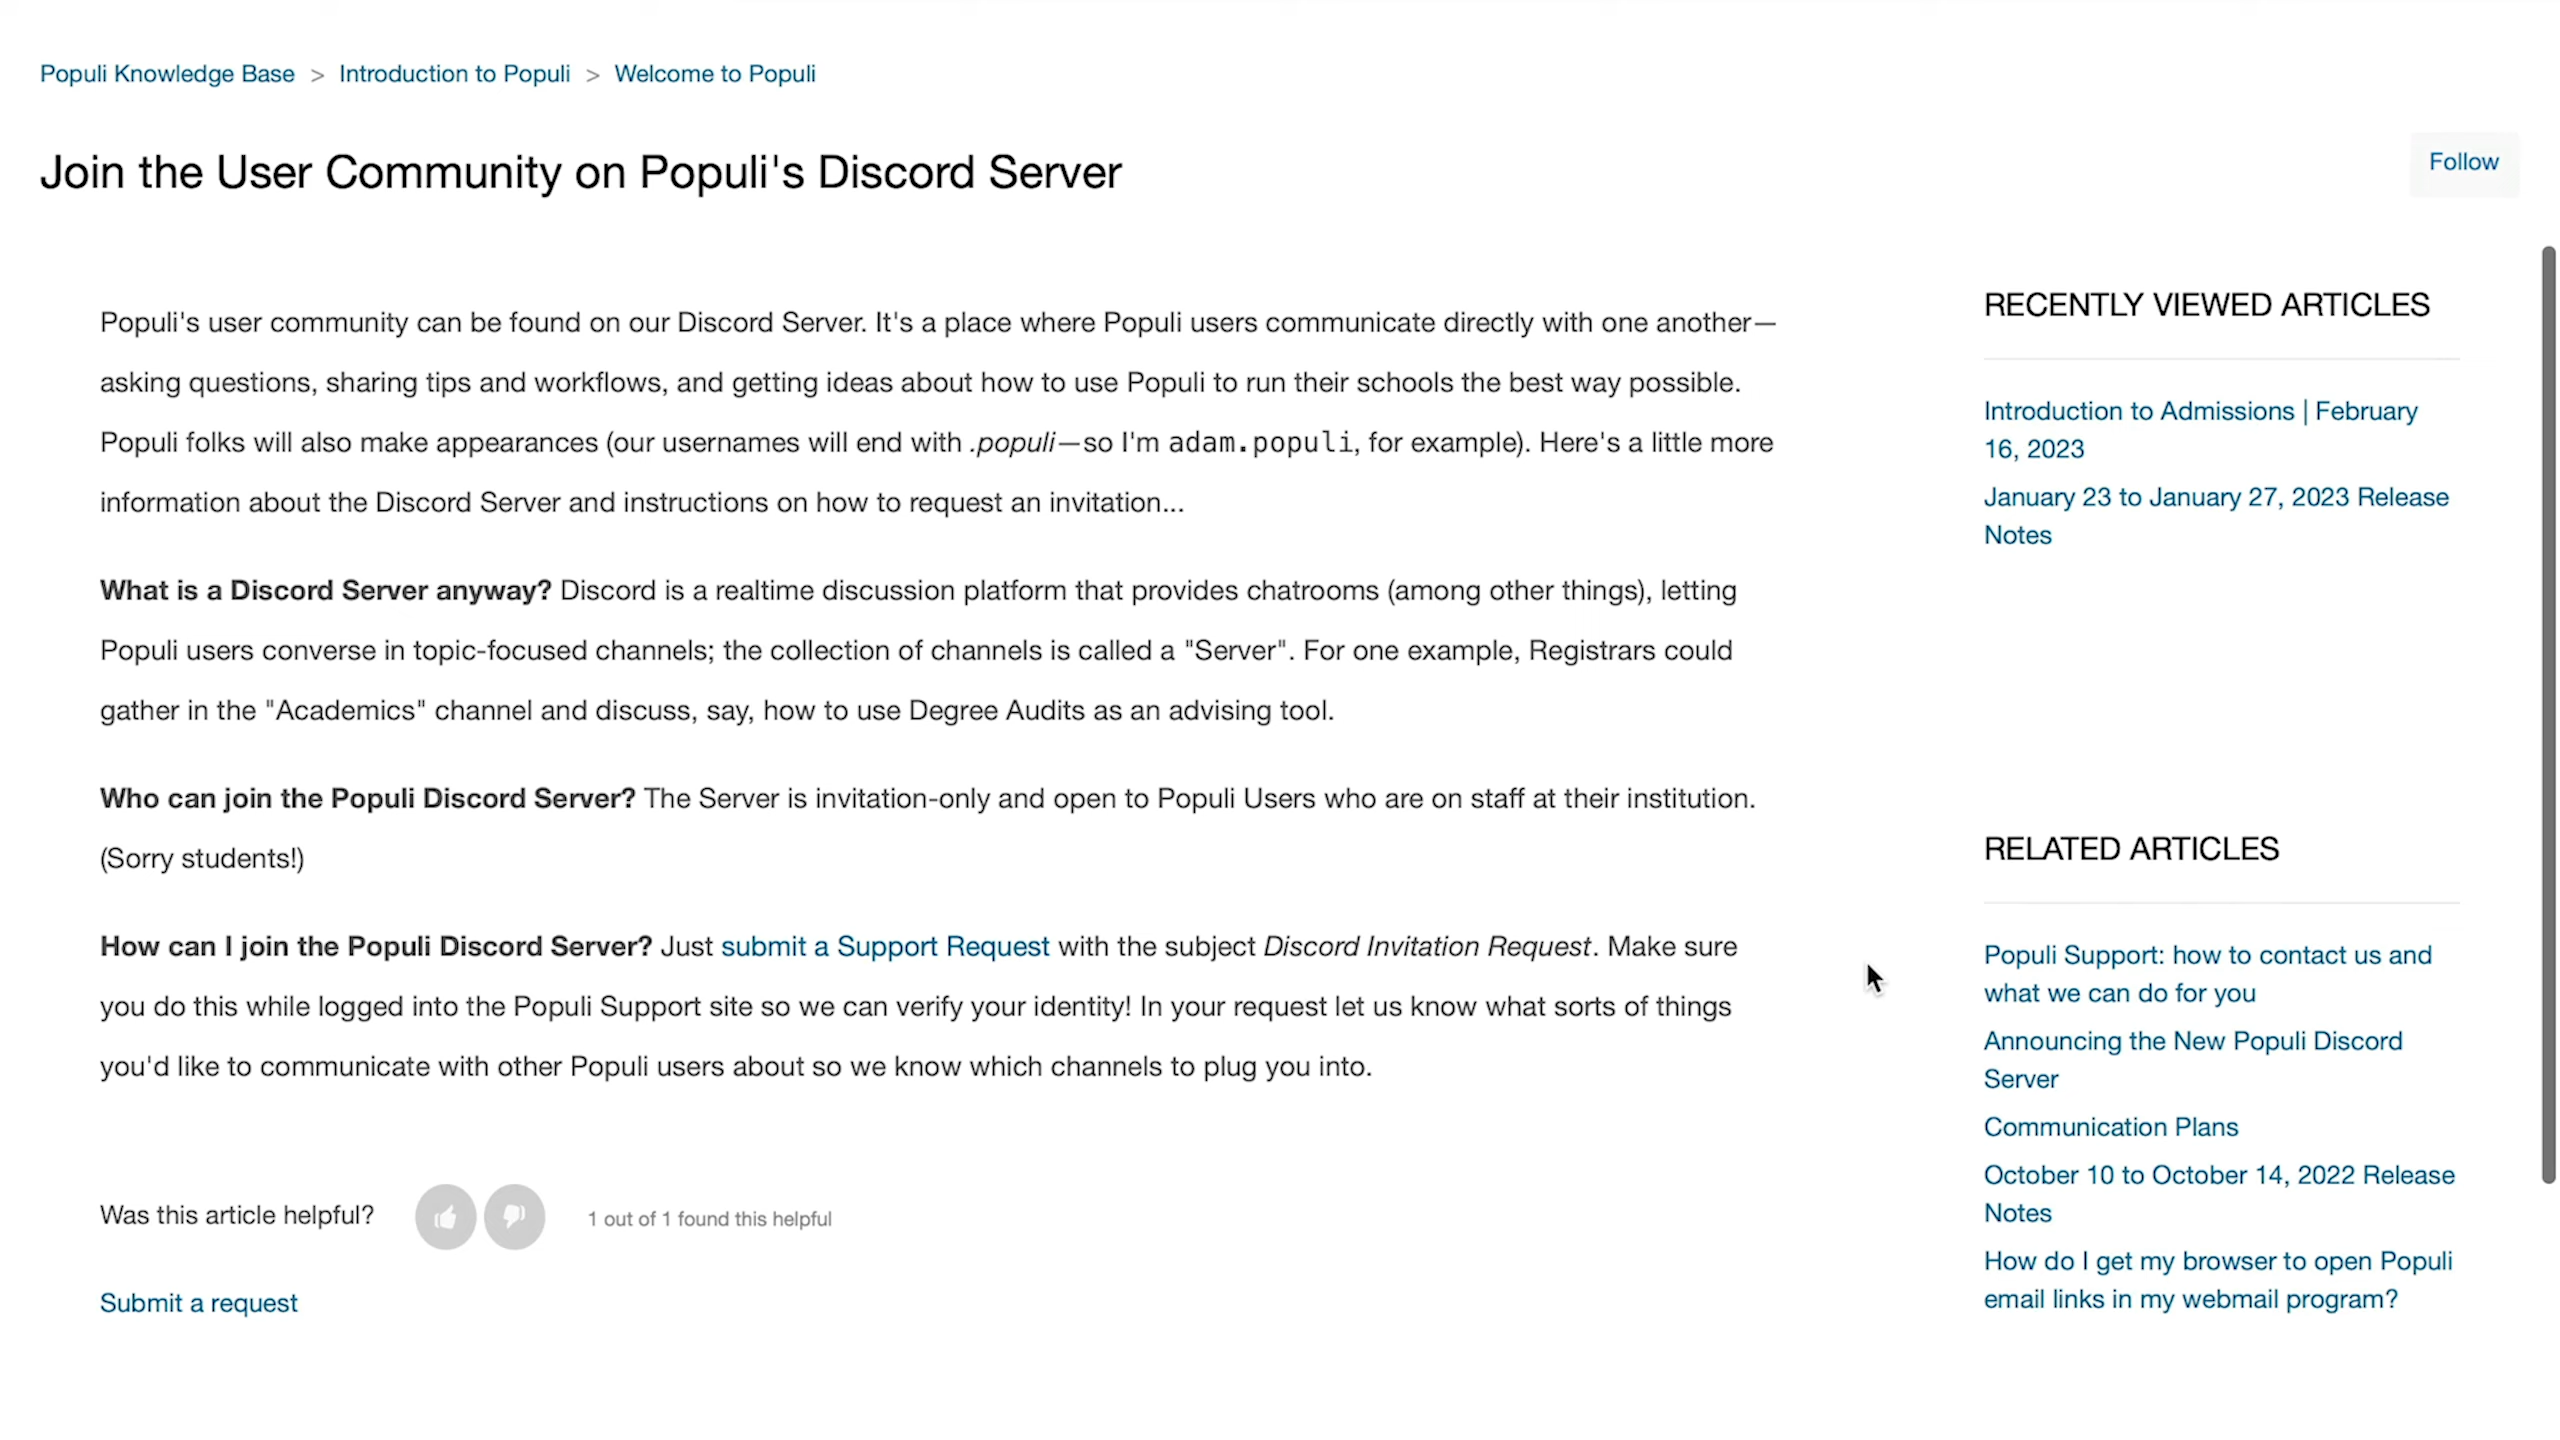 Populi Knowledge Base > Introduction to Populi > Welcome to Populi
Join the User Community on Populi's Discord Server
Follow
Populi's user community can be found on our Discord Server. It's a place where Populi users communicate directly with one another—
asking questions, sharing tips and workflows, and getting ideas about how to use Populi to run their schools the best way possible.
Populi folks will also make appearances (our usernames will end with .populi—so I'm adam.populi, for example). Here's a little more
information about the Discord Server and instructions on how to request an invitation...
What is a Discord Server anyway? Discord is a realtime discussion platform that provides chatrooms (among other things), letting
Populi users converse in topic-focused channels; the collection of channels is called a "Server". For one example, Registrars could
gather in the "Academics" channel and discuss, say, how to use Degree Audits as an advising tool.
Who can join the Populi Discord Server? The Server is invitation-only and open to Populi Users who are on staff at their institution.
(Sorry students!)
How can I join the Populi Discord Server? Just submit a Support Request with the subject Discord Invitation Request. Make sure
you do this while logged into the Populi Support site so we can verify your identity! In your request let us know what sorts of things
you'd like to communicate with other Populi users about so we know which channels to plug you into.
Was this article helpful?
1 out of 1 found this helpful
Submit a request
RECENTLY VIEWED ARTICLES
Introduction to Admissions | February
16, 2023
January 23 to January 27, 2023 Release
Notes
RELATED ARTICLES
Populi Support: how to contact us and
what we can do for you
Announcing the New Populi Discord
Server
Communication Plans
October 10 to October 14, 2022 Release
Notes
How do I get my browser to open Populi
email links in my webmail program?